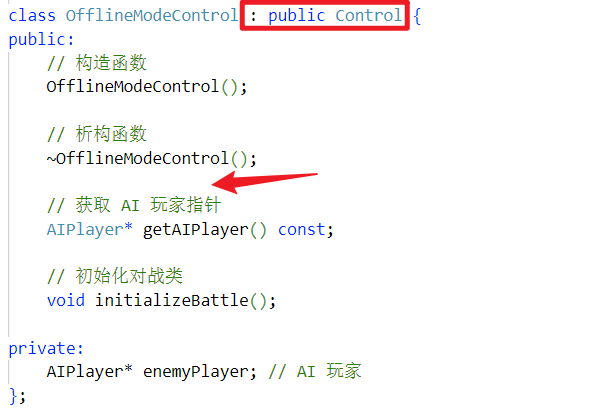 class OfflineModeControl : public Control {
public:
// 构造函数
OfflineModeControl();
// 析构函数
~OfflineModeControl();
// 获取 AI 玩家指针
AIPlayer* getAIPlayer() const;
// 初始化对战类
void initializeBattle();
private:
AIPlayer* enemyPlayer; // AI 玩家
};